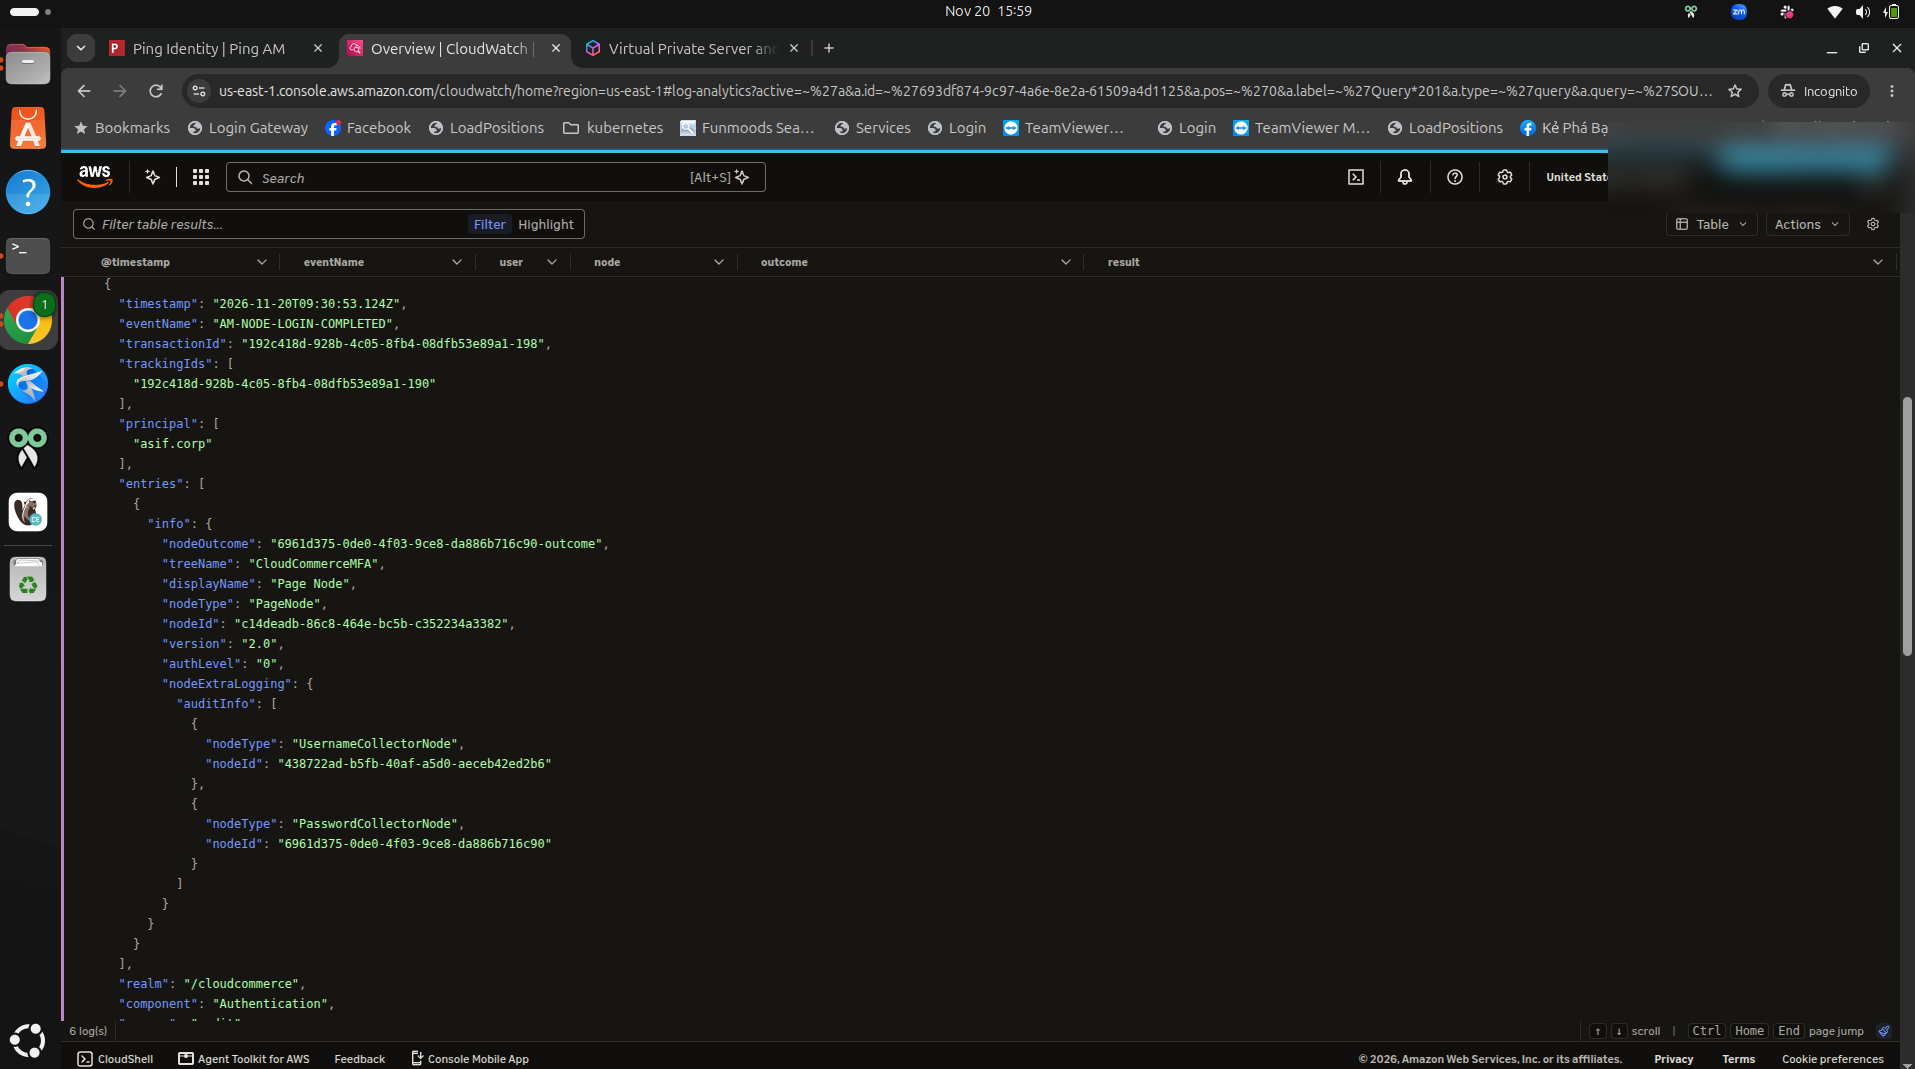 Nov 20 15:59
zm
Ping Identity | Ping AM
Overview | CloudWatch |
Virtual Private Server and
us-east-1.console.aws.amazon.com/cloudwatch/home?region=us-east-1#log-analytics?active=~%27a&a.id=~%27693df874-9c97-4a6e-8e2a-61509a4d1125&a.pos=~%270&a.label=~%27Query*201&a.type=~%27query&a.query=~%27SOU...
Incognito
Bookmarks
Login Gateway
Facebook
LoadPositions
kubernetes
Funmoods Sea...
Services
Login
TeamViewer...
Login
TeamViewer M...
LoadPositions
Kẻ Phá Bạ
aws
Search
[Alt+S]
United State
Filter table results...
Filter
Highlight
Table
Actions
@timestamp
eventName
user
node
outcome
result
{
"timestamp": "2026-11-20T09:30:53.124Z",
"eventName": "AM-NODE-LOGIN-COMPLETED",
"transactionId": "192c418d-928b-4c05-8fb4-08dfb53e89a1-198",
"trackingIds": [
"192c418d-928b-4c05-8fb4-08dfb53e89a1-190"
],
"principal": [
"asif.corp"
],
"entries": [
{
"info": {
"nodeOutcome": "6961d375-0de0-4f03-9ce8-da886b716c90-outcome",
"treeName": "CloudCommerceMFA",
"displayName": "Page Node",
"nodeType": "PageNode",
"nodeId": "c14deadb-86c8-464e-bc5b-c352234a3382",
"version": "2.0",
"authLevel": "0",
"nodeExtraLogging": {
"auditInfo": [
{
"nodeType": "UsernameCollectorNode",
"nodeId": "438722ad-b5fb-40af-a5d0-aeceb42ed2b6"
},
{
"nodeType": "PasswordCollectorNode",
"nodeId": "6961d375-0de0-4f03-9ce8-da886b716c90"
}
]
}
}
}
],
"realm": "/cloudcommerce",
"component": "Authentication",
6 log(s)
↑ ↓ scroll | Ctrl Home End page jump
CloudShell
Agent Toolkit for AWS
Feedback
Console Mobile App
© 2026, Amazon Web Services, Inc. or its affiliates.
Privacy
Terms
Cookie preferences